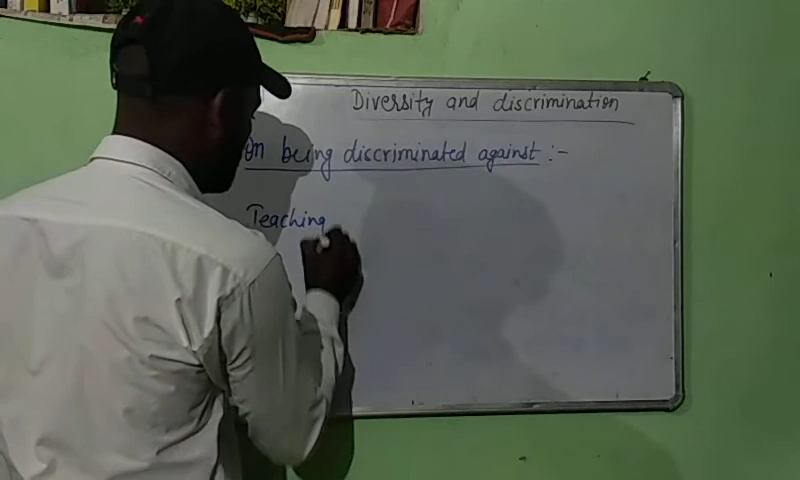 Diversity and discrimination
On being discriminated against :-
Teaching